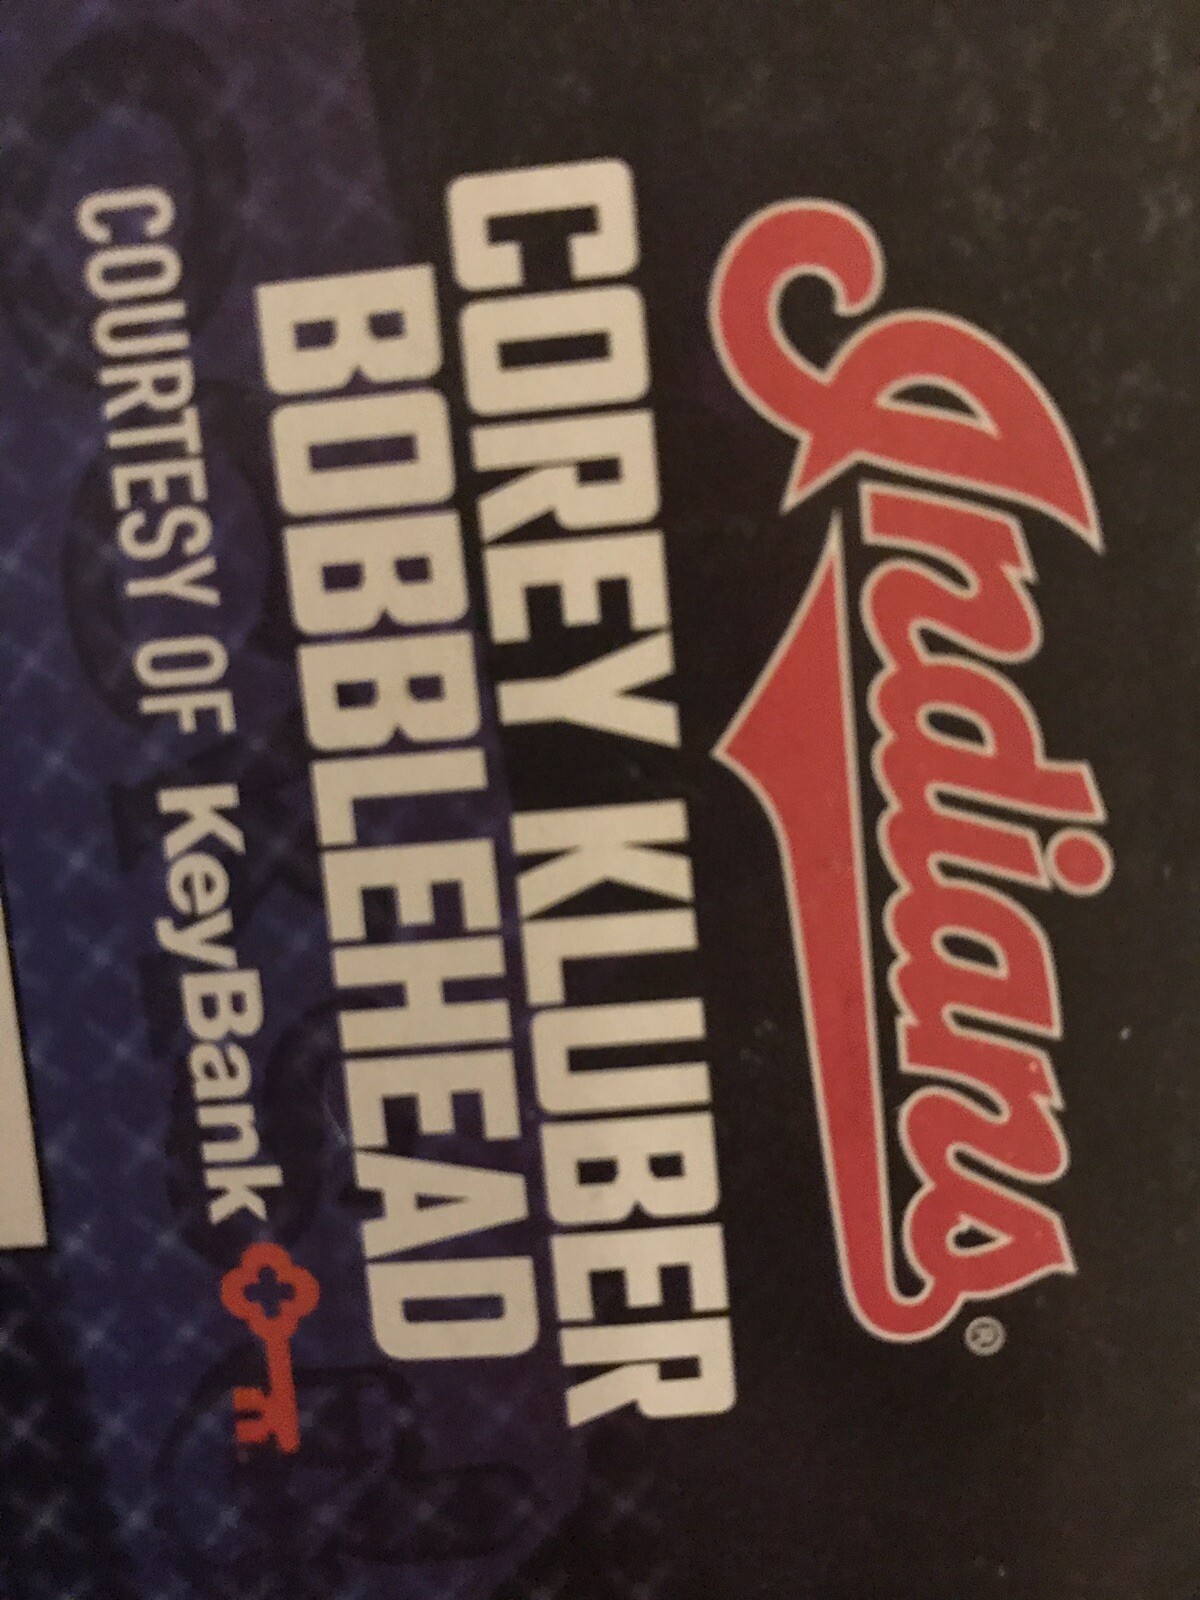 Indians®
COREY KLUBER
BOBBLEHEAD
COURTESY OF KeyBank